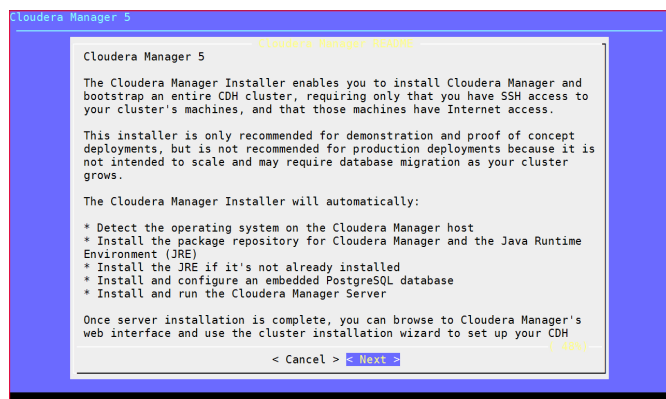 Cloudera Manager 5
Cloudera Manager README
Cloudera Manager 5
The Cloudera Manager Installer enables you to install Cloudera Manager and
bootstrap an entire CDH cluster, requiring only that you have SSH access to
your cluster's machines, and that those machines have Internet access.
This installer is only recommended for demonstration and proof of concept
deployments, but is not recommended for production deployments because it is
not intended to scale and may require database migration as your cluster
grows.
The Cloudera Manager Installer will automatically:
* Detect the operating system on the Cloudera Manager host
* Install the package repository for Cloudera Manager and the Java Runtime
Environment (JRE)
* Install the JRE if it's not already installed
* Install and configure an embedded PostgreSQL database
* Install and run the Cloudera Manager Server
Once server installation is complete, you can browse to Cloudera Manager's
web interface and use the cluster installation wizard to set up your CDH
< Cancel > < Next >